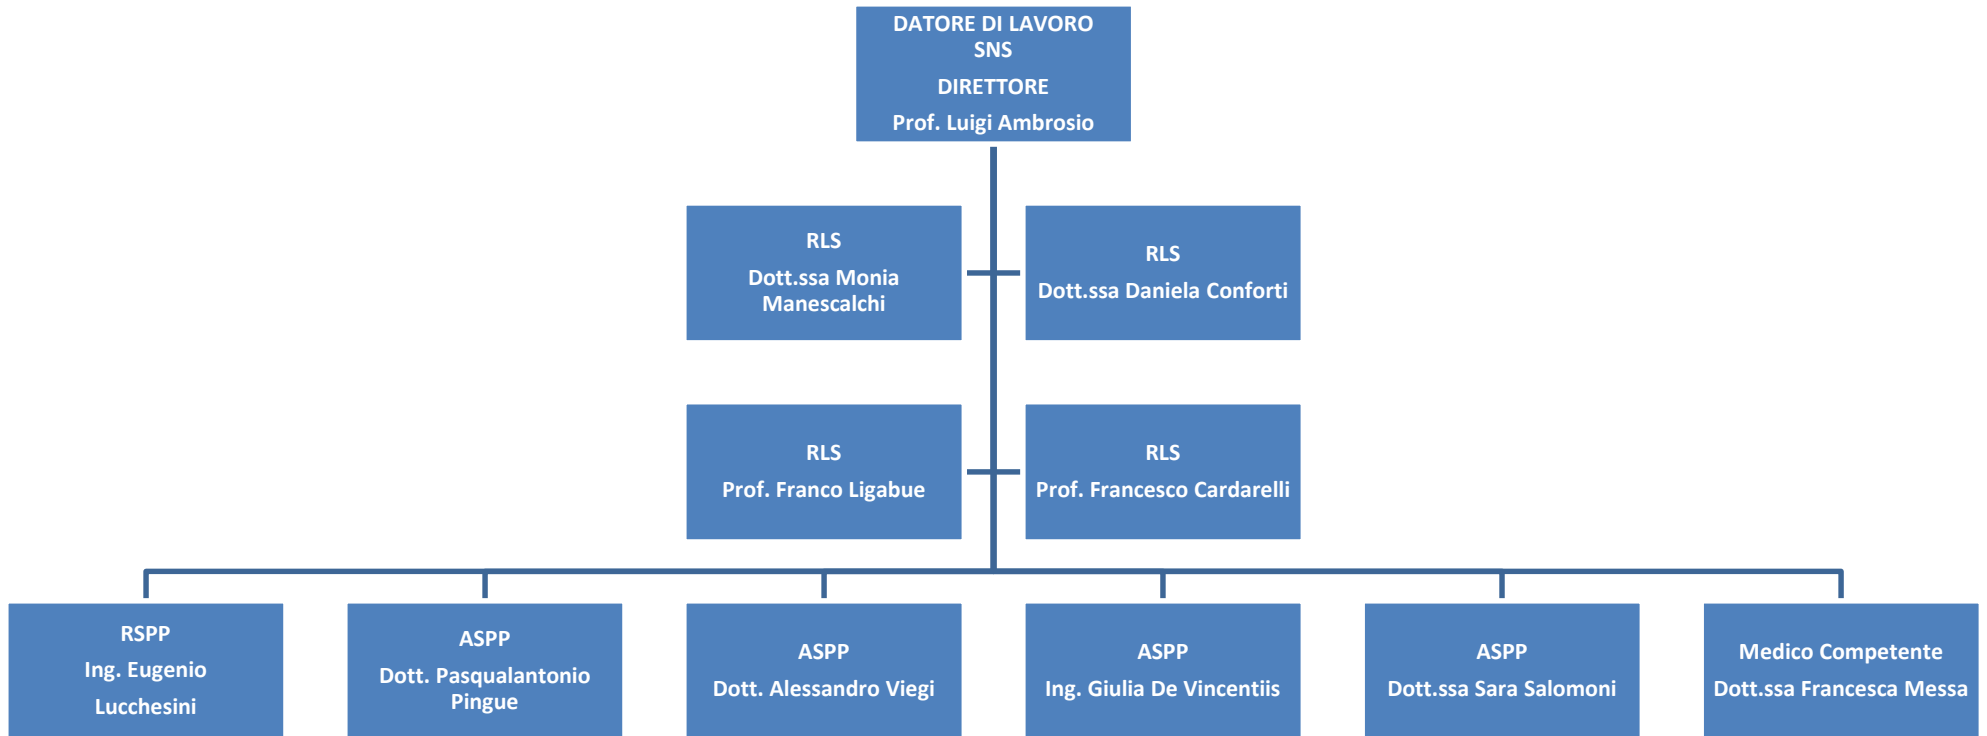 DATORE DI LAVORO
SNS
DIRETTORE
Prof. Luigi Ambrosio
RLS
Dott.ssa Monia
Manescalchi
RLS
Dott.ssa Daniela Conforti
RLS
Prof. Franco Ligabue
RLS
Prof. Francesco Cardarelli
RSPP
Ing. Eugenio
Lucchesini
ASPP
Dott. Pasqualantonio
Pingue
ASPP
Dott. Alessandro Viegi
ASPP
Ing. Giulia De Vincentiis
ASPP
Dott.ssa Sara Salomoni
Medico Competente
Dott.ssa Francesca Messa